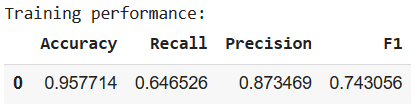 Training performance:
Accuracy Recall Precision F1
0 0.957714 0.646526 0.873469 0.743056